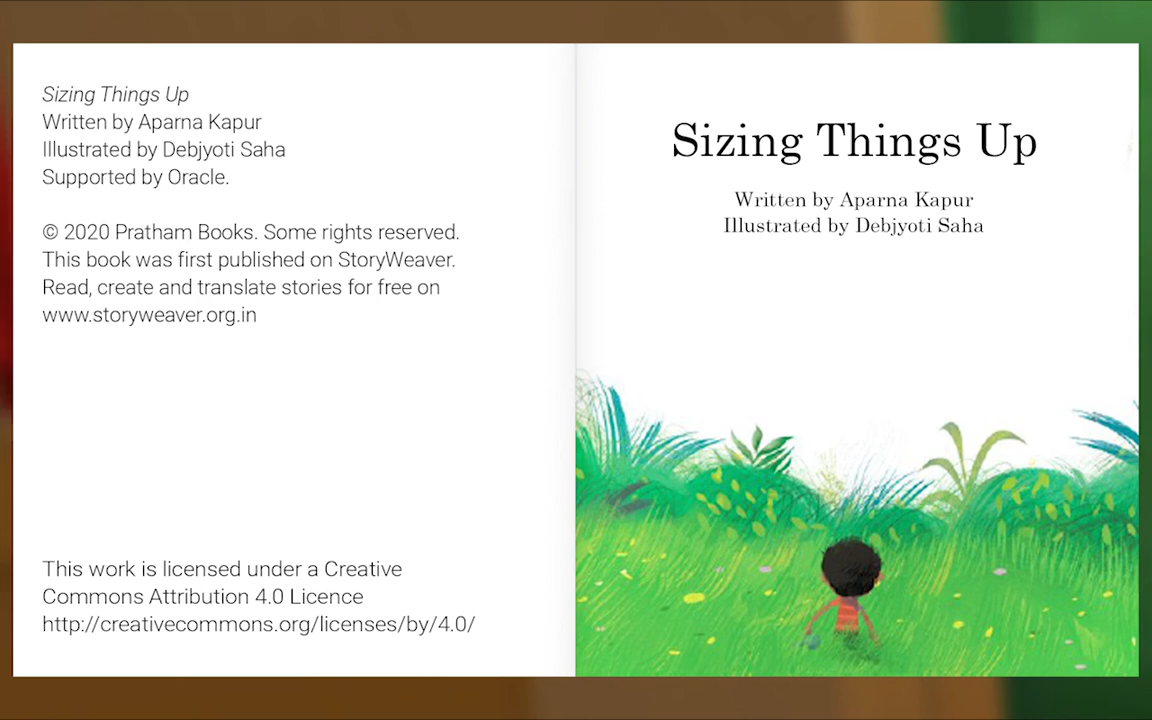 Sizing Things Up
Written by Aparna Kapur
Illustrated by Debjyoti Saha
Supported by Oracle.
© 2020 Pratham Books. Some rights reserved.
This book was first published on StoryWeaver.
Read, create and translate stories for free on
www.storyweaver.org.in
This work is licensed under a Creative
Commons Attribution 4.0 Licence
http://creativecommons.org/licenses/by/4.0/
Sizing Things Up
Written by Aparna Kapur
Illustrated by Debjyoti Saha